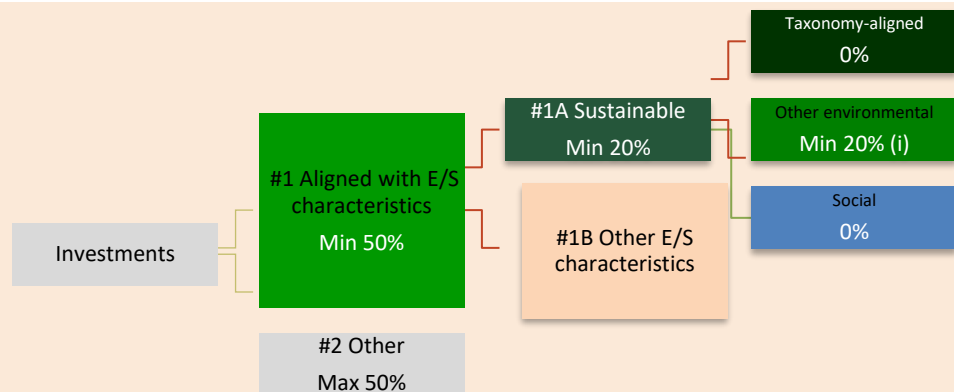 Taxonomy-aligned
0%
#1A Sustainable
Min 20%
Other environmental
Min 20% (i)
#1 Aligned with E/S
characteristics
Min 50%
Social
0%
Investments
#1B Other E/S
characteristics
#2 Other
Max 50%